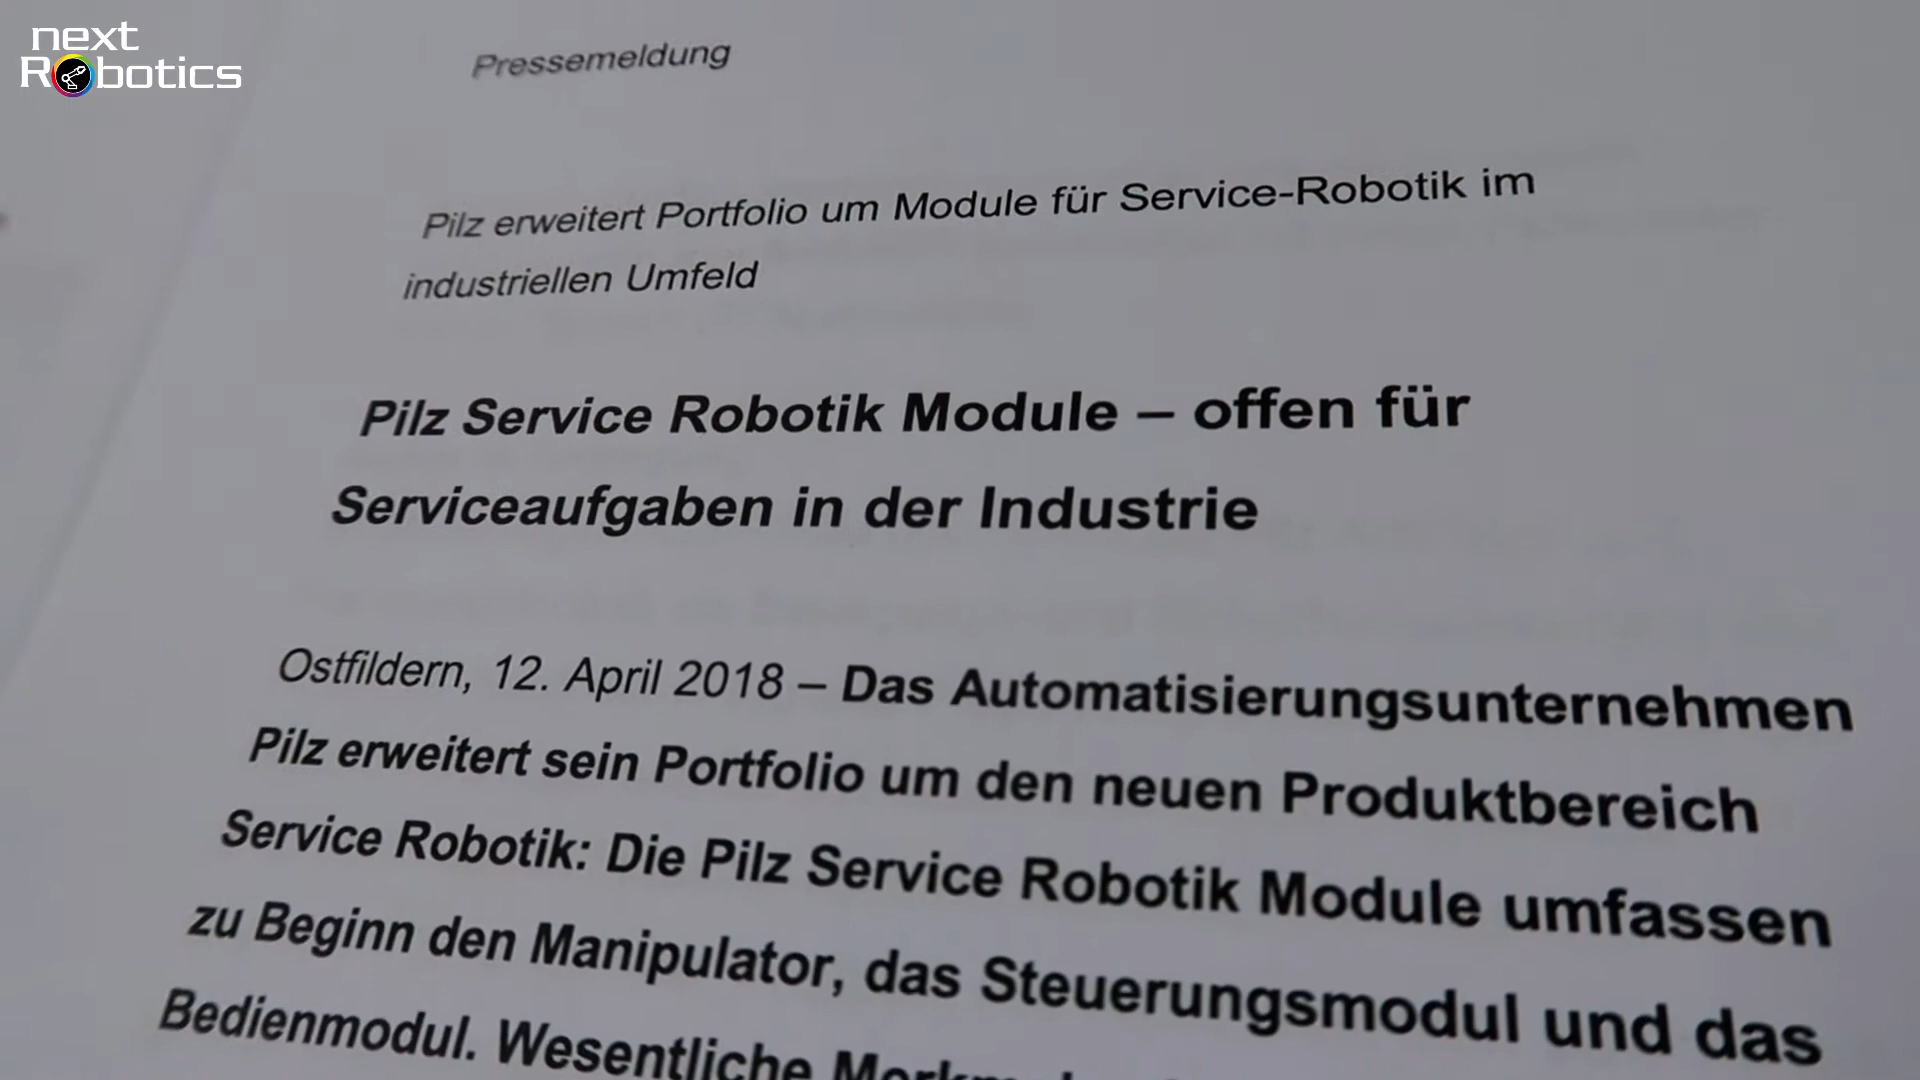 next
Robotics
Pressemeldung
Pilz erweitert Portfolio um Module für Service-Robotik im
industriellen Umfeld
Pilz Service Robotik Module – offen für
Serviceaufgaben in der Industrie
Ostfildern, 12. April 2018 – Das Automatisierungsunternehmen
Pilz erweitert sein Portfolio um den neuen Produktbereich
Service Robotik: Die Pilz Service Robotik Module umfassen
zu Beginn den Manipulator, das Steuerungsmodul und das
Bedienmodul. Wesentliche